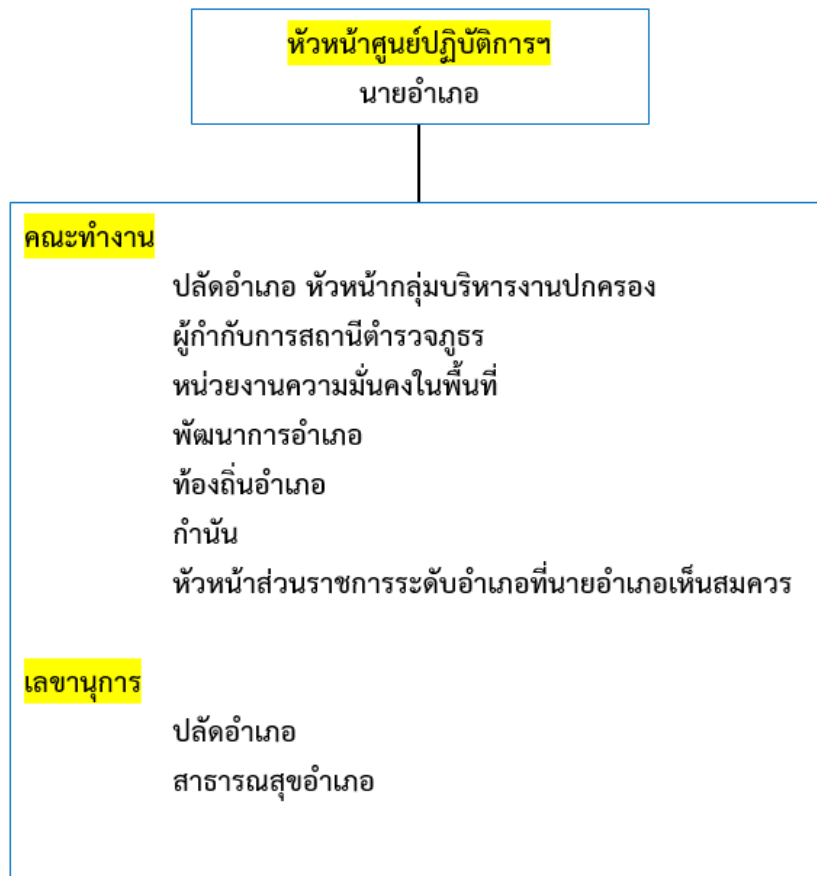 หัวหน้าศูนย์ปฏิบัติการฯ
นายอำเภอ
คณะทำงาน
ปลัดอำเภอ หัวหน้ากลุ่มบริหารงานปกครอง
ผู้กำกับการสถานีตำรวจภูธร
หน่วยงานความมั่นคงในพื้นที่
พัฒนาการอำเภอ
ท้องถิ่นอำเภอ
กำนัน
หัวหน้าส่วนราชการระดับอำเภอที่นายอำเภอเห็นสมควร
เลขานุการ
ปลัดอำเภอ
สาธารณสุขอำเภอ